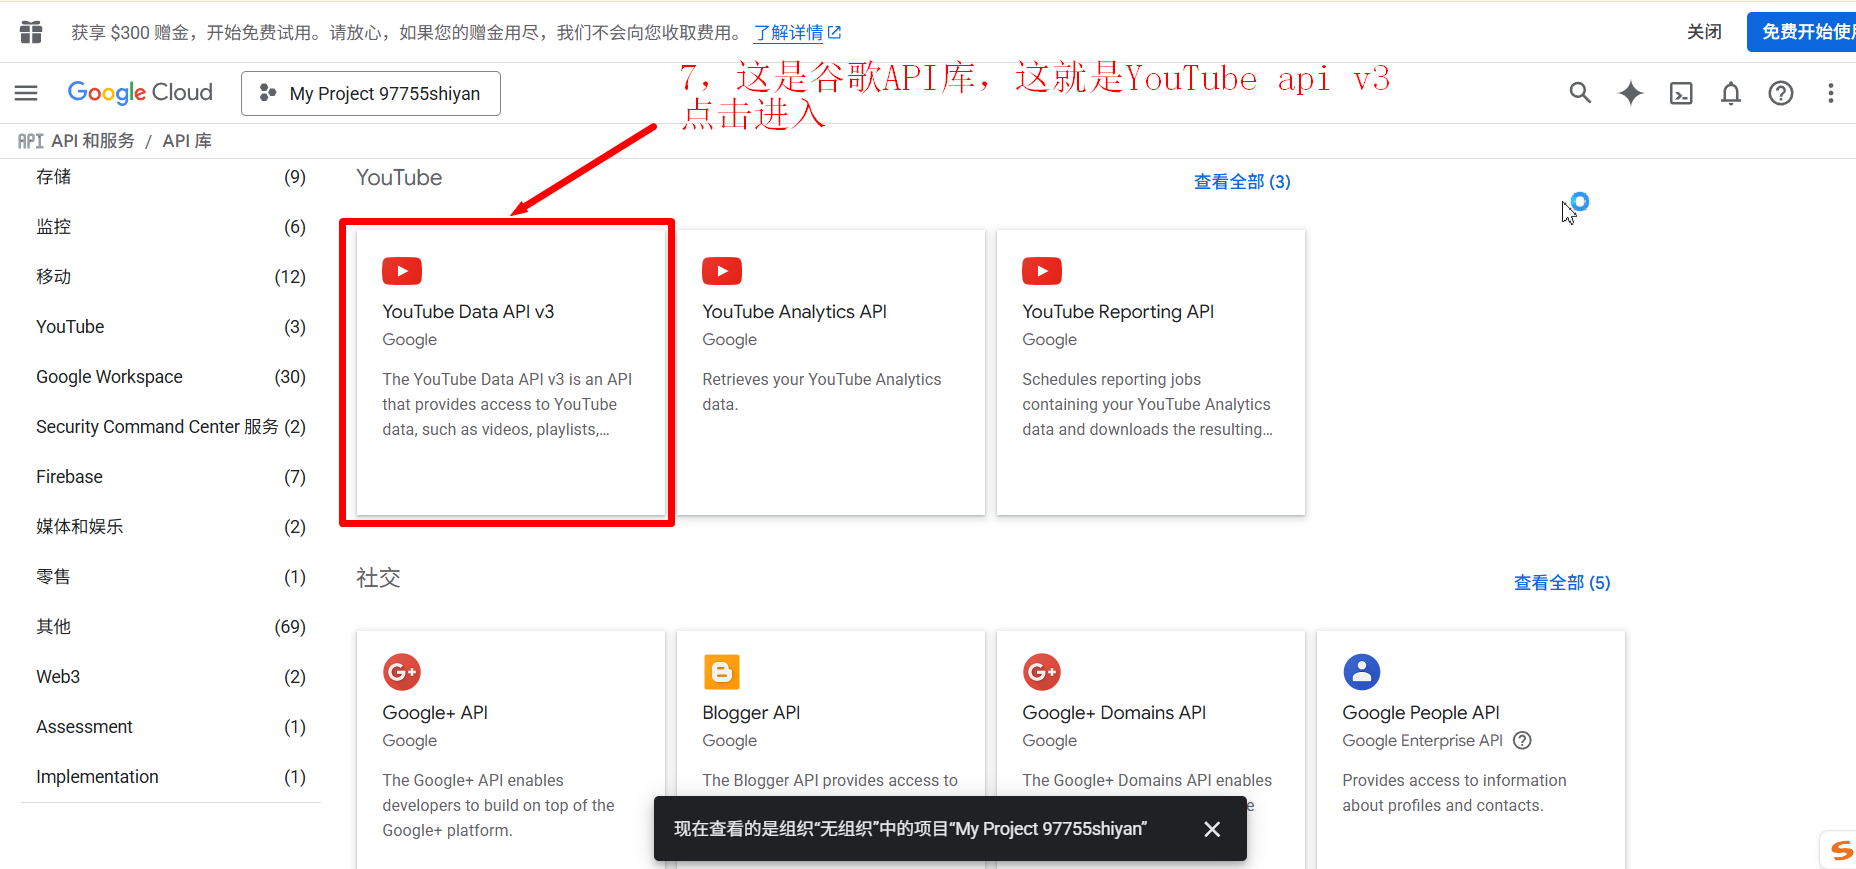 获享 $300 赠金，开始免费试用。请放心，如果您的赠金用尽，我们不会向您收取费用。 了解详情
关闭
免费开始使用
Google Cloud
My Project 97755shiyan
7，这是谷歌API库，这就是YouTube api v3
点击进入
API API 和服务 / API 库
存储 (9)
监控 (6)
移动 (12)
YouTube (3)
Google Workspace (30)
Security Command Center 服务 (2)
Firebase (7)
媒体和娱乐 (2)
零售 (1)
其他 (69)
Web3 (2)
Assessment (1)
Implementation (1)
YouTube
查看全部 (3)
YouTube Data API v3
Google
The YouTube Data API v3 is an API
that provides access to YouTube
data, such as videos, playlists,...
YouTube Analytics API
Google
Retrieves your YouTube Analytics
data.
YouTube Reporting API
Google
Schedules reporting jobs
containing your YouTube Analytics
data and downloads the resulting...
社交
查看全部 (5)
G+
Google+ API
Google
The Google+ API enables
developers to build on top of the
Google+ platform.
Blogger API
Google
The Blogger API provides access to
G+
Google+ Domains API
Google
The Google+ Domains API enables
Google People API
Google Enterprise API
Provides access to information
about profiles and contacts.
现在查看的是组织“无组织”中的项目“My Project 97755shiyan”